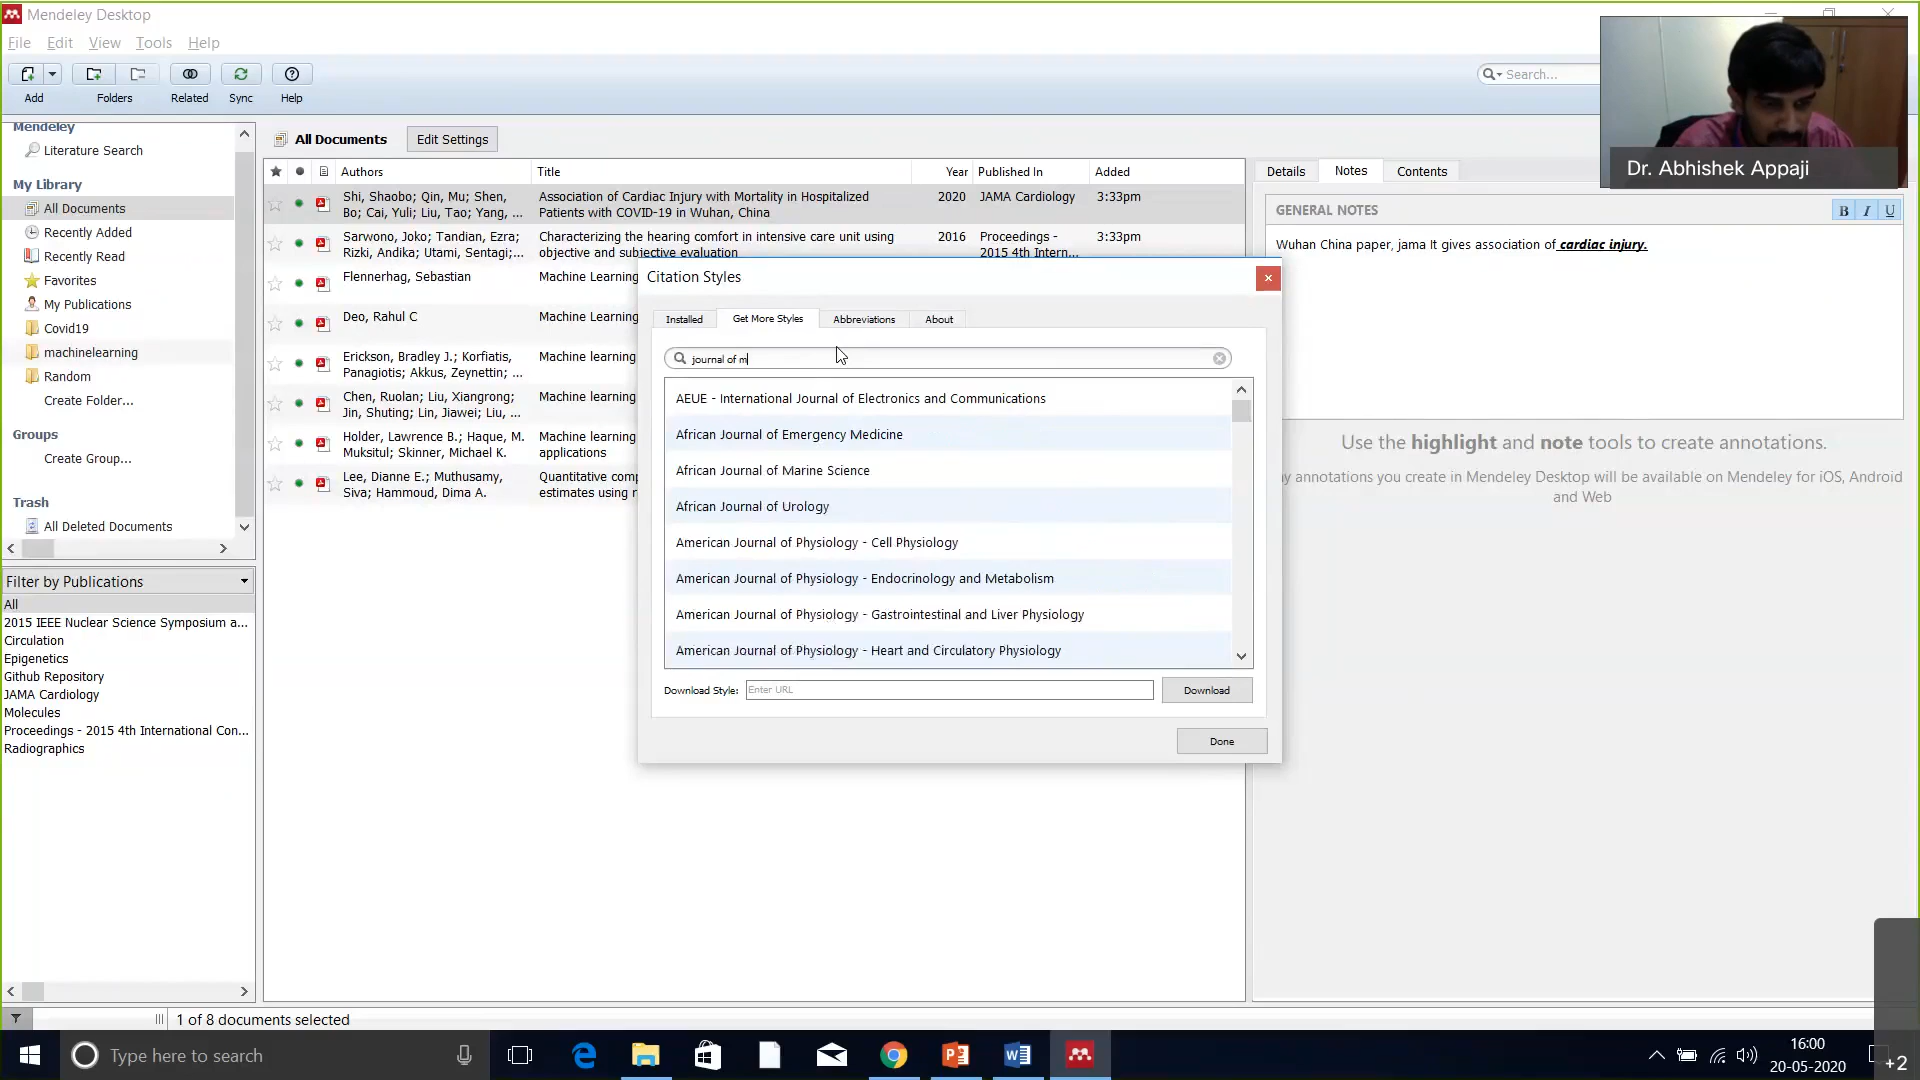 Mendeley Desktop
File Edit View Tools Help
Search...
Add Folders Related Sync Help
Dr. Abhishek Appaji
Mendeley
Literature Search
My Library
All Documents
Recently Added
Recently Read
Favorites
My Publications
Covid19
machinelearning
Random
Create Folder...
Groups
Create Group...
Trash
All Deleted Documents
Filter by Publications
All
2015 IEEE Nuclear Science Symposium a...
Circulation
Epigenetics
Github Repository
JAMA Cardiology
Molecules
Proceedings - 2015 4th International Con...
Radiographics
All Documents Edit Settings
Authors Title Year Published In Added
Shi, Shaobo; Qin, Mu; Shen, Association of Cardiac Injury with Mortality in Hospitalized 2020 JAMA Cardiology 3:33pm
Bo; Cai, Yuli; Liu, Tao; Yang, ... Patients with COVID-19 in Wuhan, China
Sarwono, Joko; Tandian, Ezra; Characterizing the hearing comfort in intensive care unit using 2016 Proceedings - 3:33pm
Rizki, Andika; Utami, Sentagi;... objective and subjective evaluation 2015 4th Intern...
Flennerhag, Sebastian Machine Learning
Deo, Rahul C Machine Learning
Erickson, Bradley J.; Korfiatis, Machine learning
Panagiotis; Akkus, Zeynettin; ...
Chen, Ruolan; Liu, Xiangrong; Machine learning
Jin, Shuting; Lin, Jiawei; Liu, ...
Holder, Lawrence B.; Haque, M. Machine learning
Muksitul; Skinner, Michael K. applications
Lee, Dianne E.; Muthusamy, Quantitative comp
Siva; Hammoud, Dima A. estimates using
Citation Styles
Installed Get More Styles Abbreviations About
journal of m
AEUE - International Journal of Electronics and Communications
African Journal of Emergency Medicine
African Journal of Marine Science
African Journal of Urology
American Journal of Physiology - Cell Physiology
American Journal of Physiology - Endocrinology and Metabolism
American Journal of Physiology - Gastrointestinal and Liver Physiology
American Journal of Physiology - Heart and Circulatory Physiology
Download Style: Enter URL Download
Done
Details Notes Contents
GENERAL NOTES B I U
Wuhan China paper, jama It gives association of cardiac injury.
Use the highlight and note tools to create annotations.
y annotations you create in Mendeley Desktop will be available on Mendeley for iOS, Android
and Web
1 of 8 documents selected
Type here to search
16:00
20-05-2020
+2